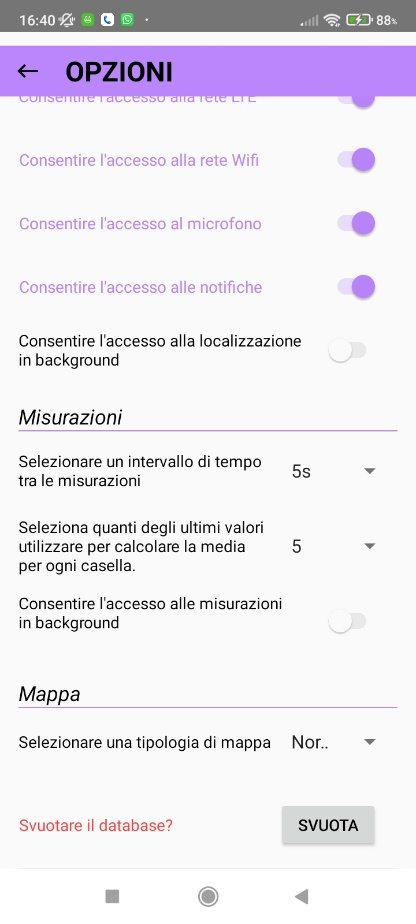 16:40
88%
OPZIONI
Consentire l'accesso alla rete LTE
Consentire l'accesso alla rete Wifi
Consentire l'accesso al microfono
Consentire l'accesso alle notifiche
Consentire l'accesso alla localizzazione
in background
Misurazioni
Selezionare un intervallo di tempo
tra le misurazioni
5s
Seleziona quanti degli ultimi valori
utilizzare per calcolare la media
per ogni casella.
5
Consentire l'accesso alle misurazioni
in background
Mappa
Selezionare una tipologia di mappa
Nor..
Svuotare il database?
SVUOTA